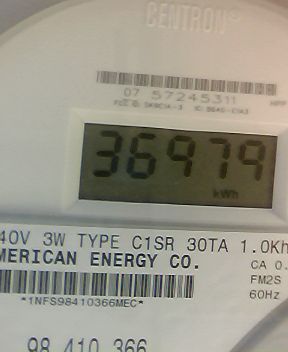 CENTRON®
07 57245311
36979
kWh
40V 3W TYPE C1SR 30TA 1.0Kh
MERICAN ENERGY CO.
CA 0.
FM2S
60Hz
*1NFS98410366MEC*
98 410 366